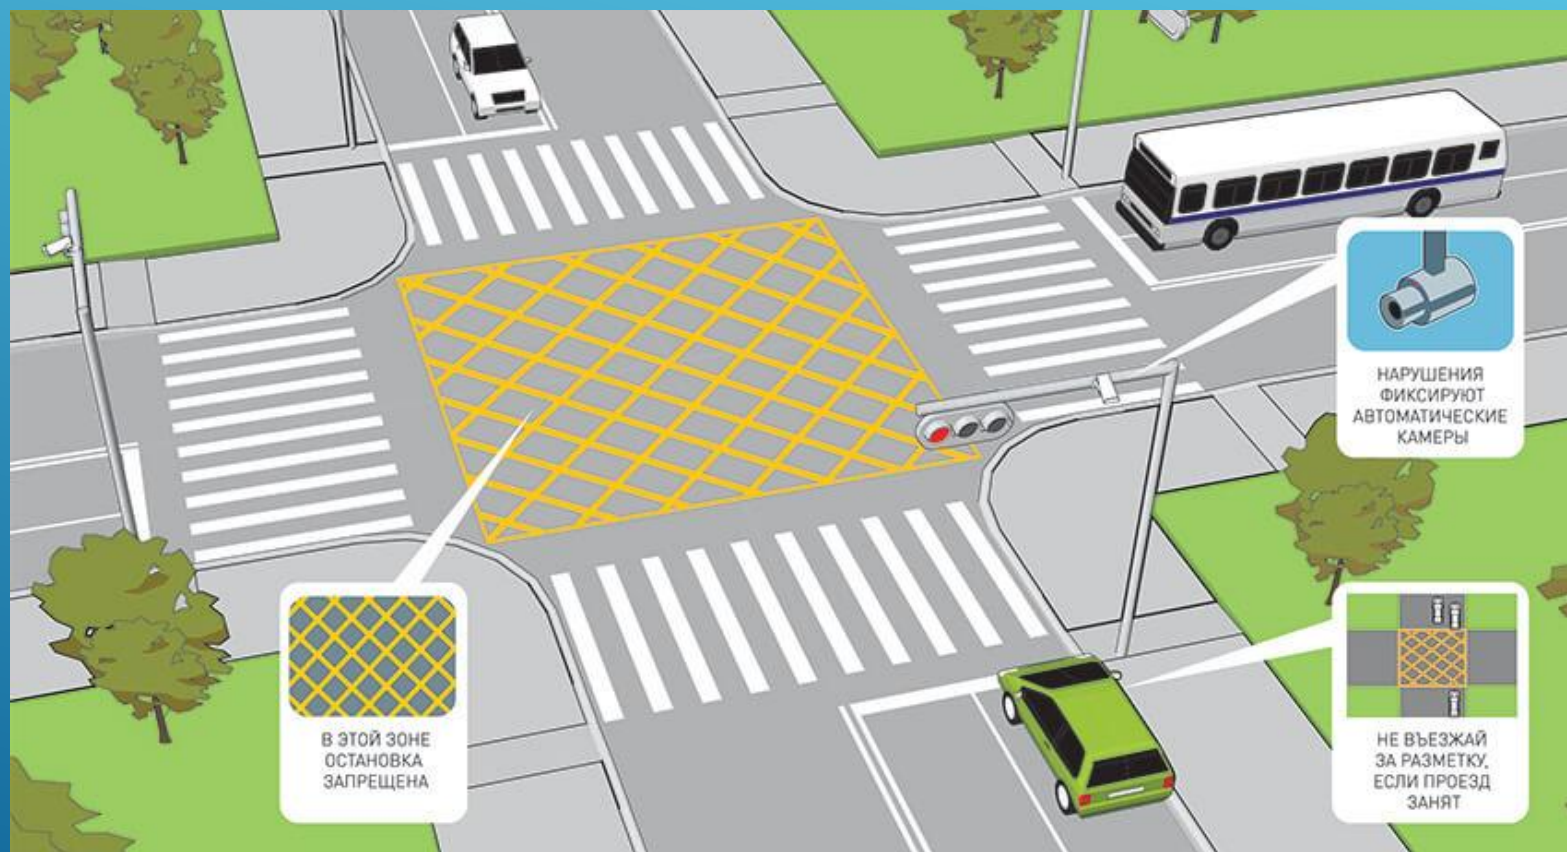 НАРУШЕНИЯ
ФИКСИРУЮТ
АВТОМАТИЧЕСКИЕ
КАМЕРЫ
В ЭТОЙ ЗОНЕ
ОСТАНОВКА
ЗАПРЕЩЕНА
НЕ ВЪЕЗЖАЙ
ЗА РАЗМЕТКУ,
ЕСЛИ ПРОЕЗД
ЗАНЯТ